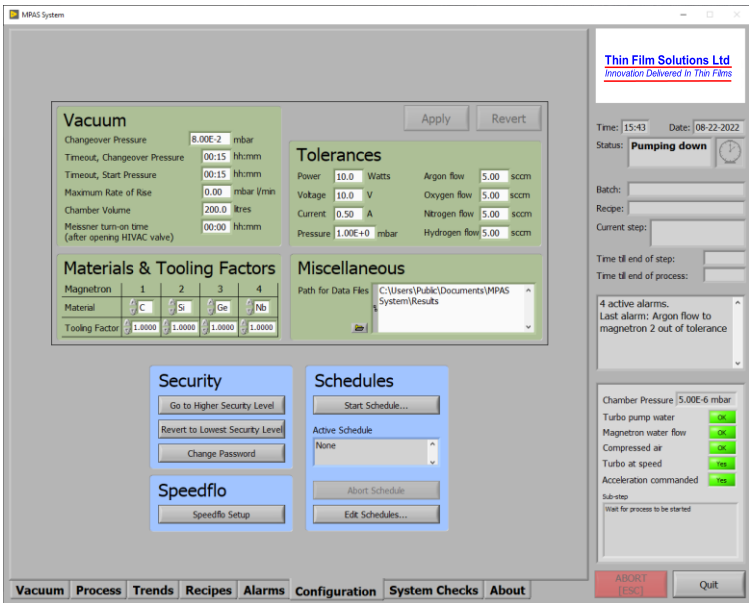 MPAS System
Thin Film Solutions Ltd
Innovation Delivered In Thin Films
Vacuum
Changeover Pressure 8.00E-2 mbar
Timeout, Changeover Pressure 00:15 hh:mm
Timeout, Start Pressure 00:15 hh:mm
Maximum Rate of Rise 0.00 mbar l/min
Chamber Volume 200.0 litres
Meissner turn-on time 00:00 hh:mm
(after opening HIVAC valve)
Apply Revert
Tolerances
Power 10.0 Watts Argon flow 5.00 sccm
Voltage 10.0 V Oxygen flow 5.00 sccm
Current 0.50 A Nitrogen flow 5.00 sccm
Pressure 1.00E+0 mbar Hydrogen flow 5.00 sccm
Materials & Tooling Factors
Magnetron 1 2 3 4
Material C Si Ge Nb
Tooling Factor 1.0000 1.0000 1.0000 1.0000
Miscellaneous
Path for Data Files C:\Users\Public\Documents\MPAS
System\Results
Security
Go to Higher Security Level
Revert to Lowest Security Level
Change Password
Speedflo
Speedflo Setup
Schedules
Start Schedule...
Active Schedule
None
Abort Schedule
Edit Schedules...
Time: 15:43 Date: 08-22-2022
Status: Pumping down
Batch:
Recipe:
Current step:
Time til end of step:
Time til end of process:
4 active alarms.
Last alarm: Argon flow to
magnetron 2 out of tolerance
Chamber Pressure 5.00E-6 mbar
Turbo pump water OK
Magnetron water flow OK
Compressed air OK
Turbo at speed Yes
Acceleration commanded Yes
Sub-step
Wait for process to be started
ABORT
[ESC]
Quit
Vacuum Process Trends Recipes Alarms Configuration System Checks About